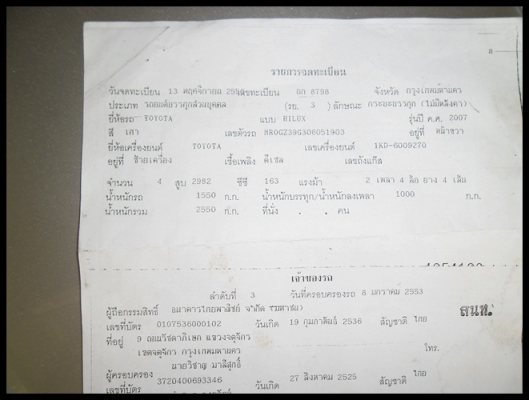 รายการจดทะเบียน
วันจดทะเบียน 13 พฤศจิกายน เลขทะเบียน 8798 จังหวัด กรุงเทพมหานคร
ประเภท รถยนต์บรรทุกส่วนบุคคล (รย. 3 ) ลักษณะ กระบะบรรทุก (ไม่มีหลังคา)
ยี่ห้อรถ TOYOTA แบบ HILUX รุ่นปี ค.ศ. 2007
สี เทา เลขตัวรถ MR0GZ39G306051903 อยู่ที่
ยี่ห้อเครื่องยนต์ TOYOTA เลขเครื่องยนต์ 1KD-6009270
อยู่ที่ ซ้ายเครื่อง เชื้อเพลิง ดีเซล เลขถังแก๊ส
จำนวน 4 สูบ 2982 ซีซี 163 แรงม้า 2 เพลา 4 ล้อ ยาง 4 เส้น
น้ำหนักรถ 1550 ก.ก. น้ำหนักบรรทุก/น้ำหนักลงเพลา 1000 ก.ก.
น้ำหนักรวม 2550 ก.ก. ที่นั่ง . . คน
เจ้าของรถ
ลำดับที่ 3 วันที่ครอบครองรถ 8 มกราคม 2553
ผู้ถือกรรมสิทธิ์ ธนาคารไทยพาณิชย์ จำกัด (มหาชน)
เลขที่บัตร 0107536000102 วันเกิด 19 กุมภาพันธ์ 2536 สัญชาติ ไทย
ที่อยู่ 9 ถนนรัชดาภิเษก แขวงจตุจักร
เขตจตุจักร กรุงเทพมหานคร โทร.
ผู้ครอบครอง
เลขที่บัตร 3720400693346 วันเกิด 27 สิงหาคม 2525 สัญชาติ ไทย